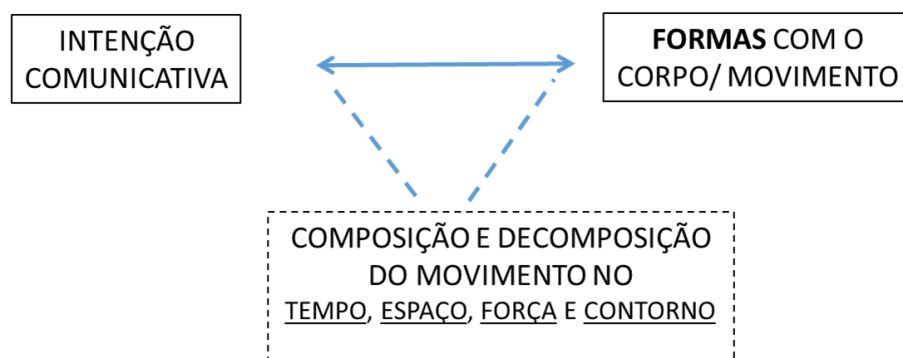 INTENÇÃO
COMUNICATIVA
FORMAS COM O
CORPO/ MOVIMENTO
COMPOSIÇÃO E DECOMPOSIÇÃO
DO MOVIMENTO NO
TEMPO, ESPAÇO, FORÇA E CONTORNO